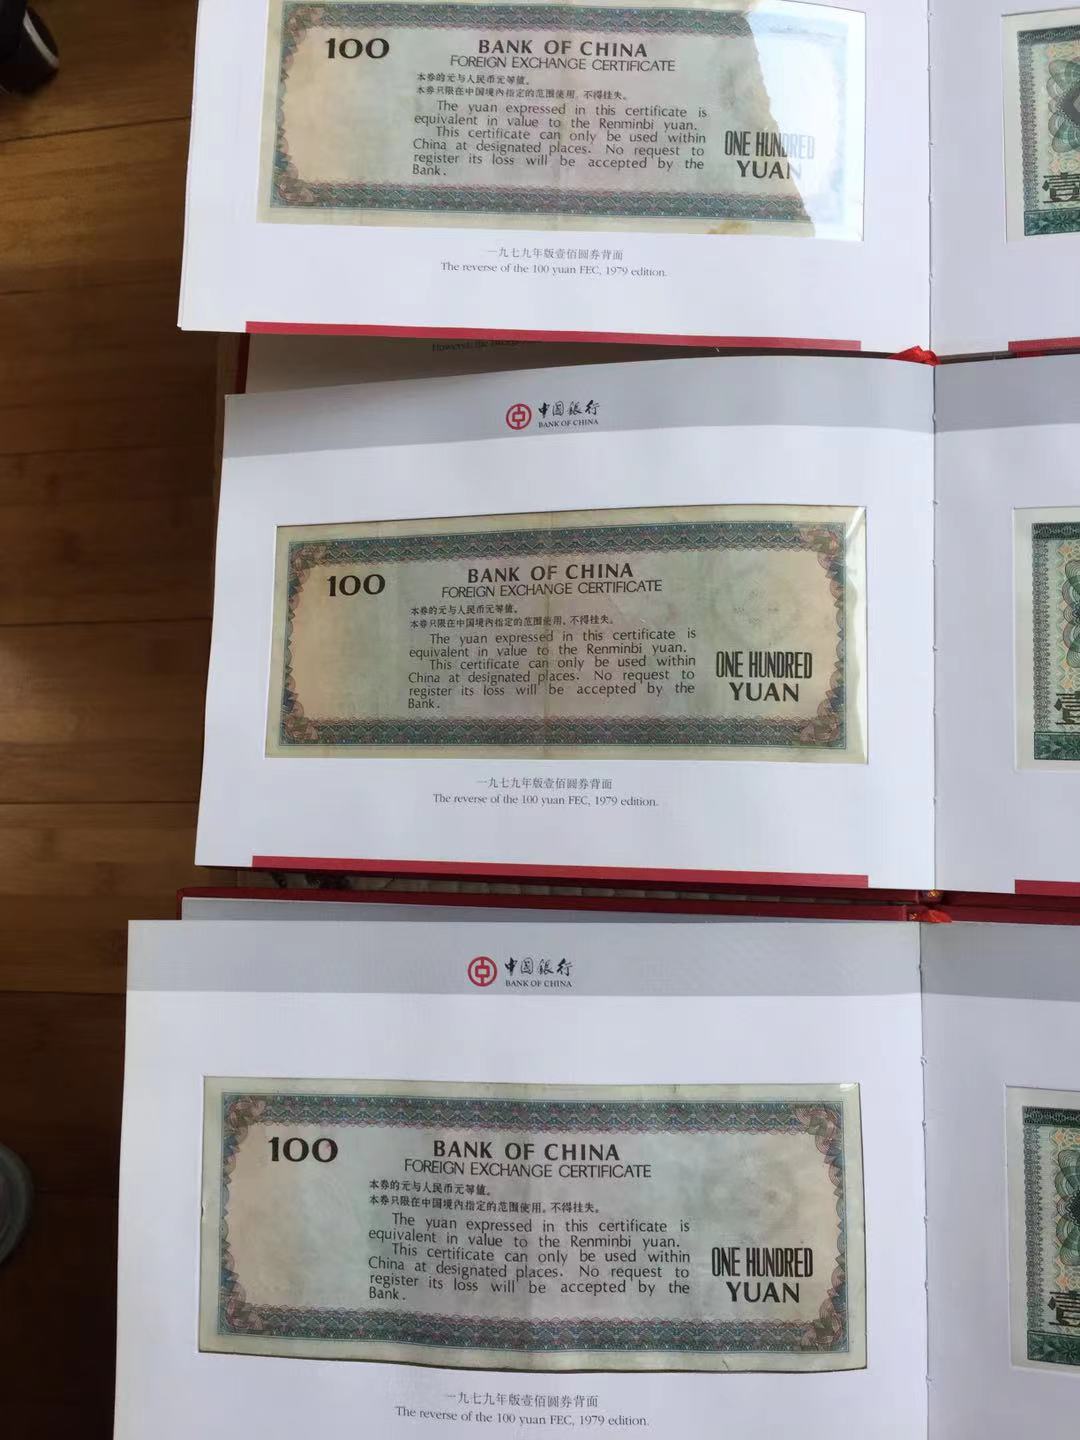 100
BANK OF CHINA
FOREIGN EXCHANGE CERTIFICATE
本券的元与人民币元等值。
本券只限在中国境内指定的范围使用，不得挂失。
The yuan expressed in this certificate is
equivalent in value to the Renminbi yuan.
This certificate can only be used within
China at designated places. No request to
register its loss will be accepted by the
Bank.
ONE HUNDRED
YUAN
一九七九年版壹佰圆券背面
The reverse of the 100 yuan FEC, 1979 edition.
壹
However, the
中国银行
BANK OF CHINA
100
BANK OF CHINA
FOREIGN EXCHANGE CERTIFICATE
本券的元与人民币元等值。
本券只限在中国境内指定的范围使用，不得挂失。
The yuan expressed in this certificate is
equivalent in value to the Renminbi yuan.
This certificate can only be used within
China at designated places. No request to
register its loss will be accepted by the
Bank.
ONE HUNDRED
YUAN
壹
一九七九年版壹佰圆券背面
The reverse of the 100 yuan FEC, 1979 edition.
中国银行
BANK OF CHINA
100
BANK OF CHINA
FOREIGN EXCHANGE CERTIFICATE
本券的元与人民币元等值。
本券只限在中国境内指定的范围使用，不得挂失。
The yuan expressed in this certificate is
equivalent in value to the Renminbi yuan.
This certificate can only be used within
China at designated places. No request to
register its loss will be accepted by the
Bank.
ONE HUNDRED
YUAN
壹
一九七九年版壹佰圆券背面
The reverse of the 100 yuan FEC, 1979 edition.